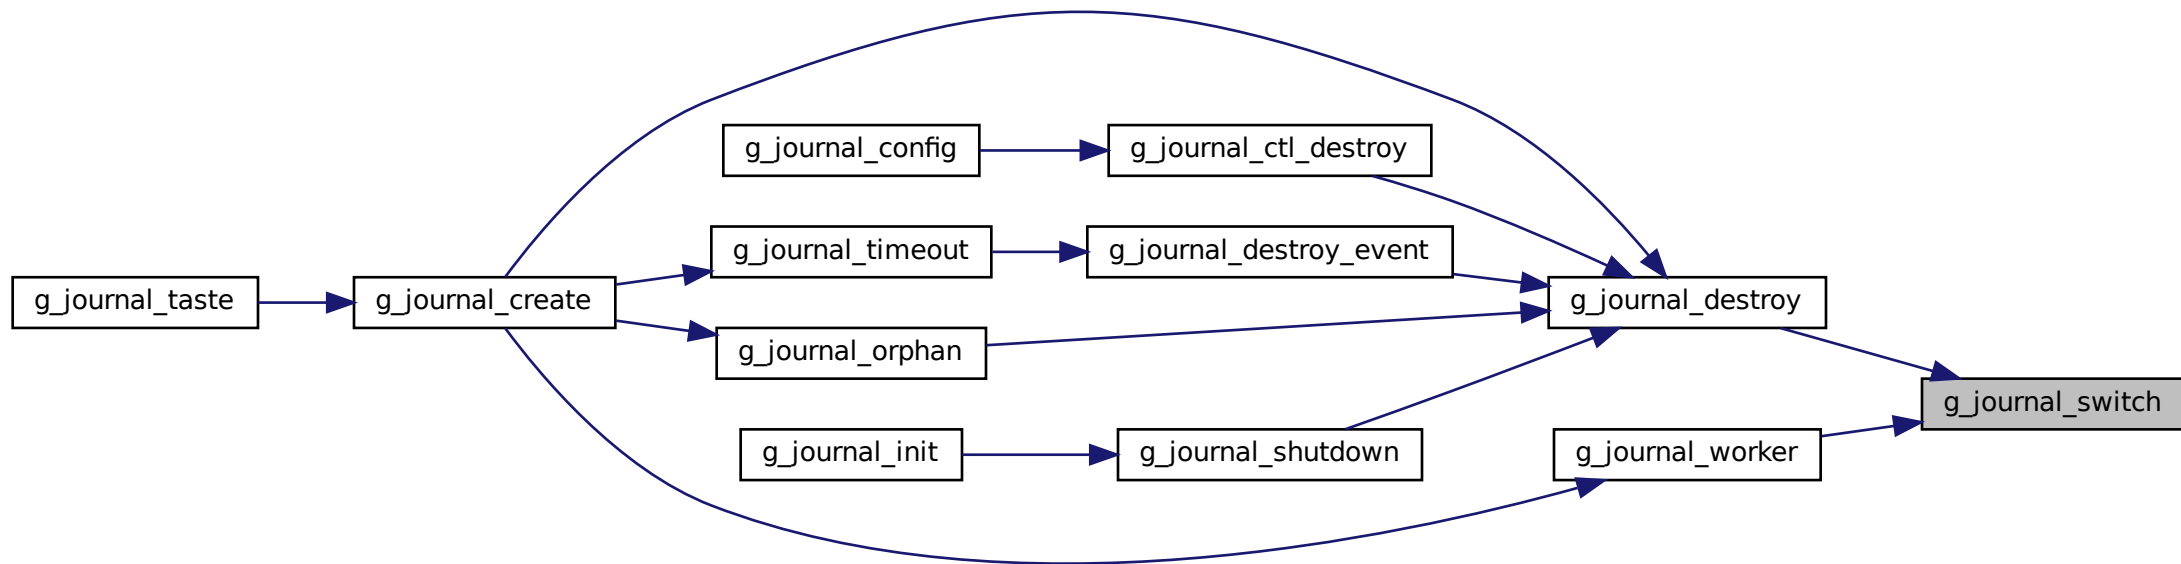 g_journal_config
g_journal_ctl_destroy
g_journal_timeout
g_journal_destroy_event
g_journal_taste
g_journal_create
g_journal_destroy
g_journal_orphan
g_journal_switch
g_journal_init
g_journal_shutdown
g_journal_worker